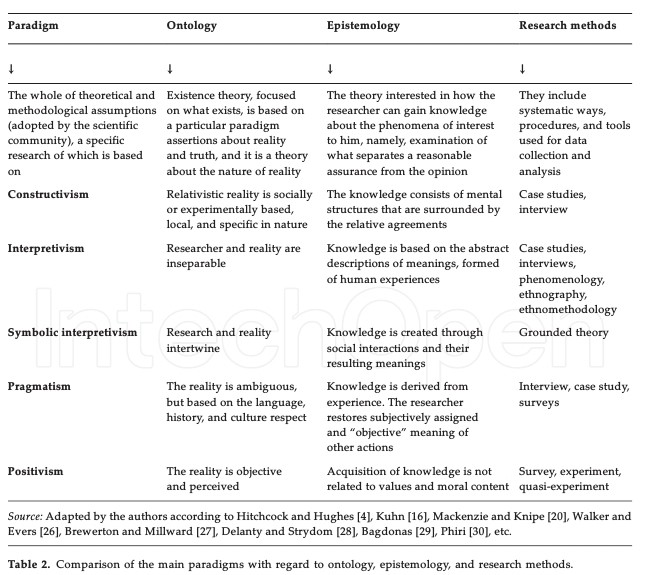 Paradigm Ontology Epistemology Research methods
↓ ↓ ↓ ↓
The whole of theoretical and Existence theory, focused The theory interested in how the They include
methodological assumptions on what exists, is based on researcher can gain knowledge systematic ways,
(adopted by the scientific a particular paradigm about the phenomena of interest procedures, and tools
community), a specific assertions about reality to him, namely, examination of used for data
research of which is based and truth, and it is a theory what separates a reasonable collection and
on about the nature of reality assurance from the opinion analysis
Constructivism Relativistic reality is socially The knowledge consists of mental Case studies,
or experimentally based, structures that are surrounded by interview
local, and specific in nature the relative agreements
Interpretivism Researcher and reality are Knowledge is based on the abstract Case studies,
inseparable descriptions of meanings, formed interviews,
of human experiences phenomenology,
ethnography,
ethnomethodology
Symbolic interpretivism Research and reality Knowledge is created through Grounded theory
intertwine social interactions and their
resulting meanings
Pragmatism The reality is ambiguous, Knowledge is derived from Interview, case study,
but based on the language, experience. The researcher surveys
history, and culture respect restores subjectively assigned
and “objective” meaning of
other actions
Positivism The reality is objective Acquisition of knowledge is not Survey, experiment,
and perceived related to values and moral content quasi-experiment
Source: Adapted by the authors according to Hitchcock and Hughes [4], Kuhn [16], Mackenzie and Knipe [20], Walker and
Evers [26], Brewerton and Millward [27], Delanty and Strydom [28], Bagdonas [29], Phiri [30], etc.
Table 2. Comparison of the main paradigms with regard to ontology, epistemology, and research methods.
IntechOpen